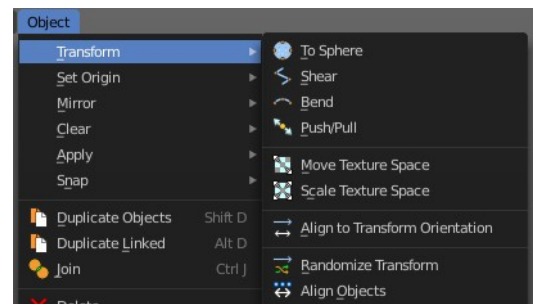 Object
Transform
Set Origin
Mirror
Clear
Apply
Snap
Duplicate Objects Shift D
Duplicate Linked Alt D
Join Ctrl J
Delete
To Sphere
Shear
Bend
Push/Pull
Move Texture Space
Scale Texture Space
Align to Transform Orientation
Randomize Transform
Align Objects